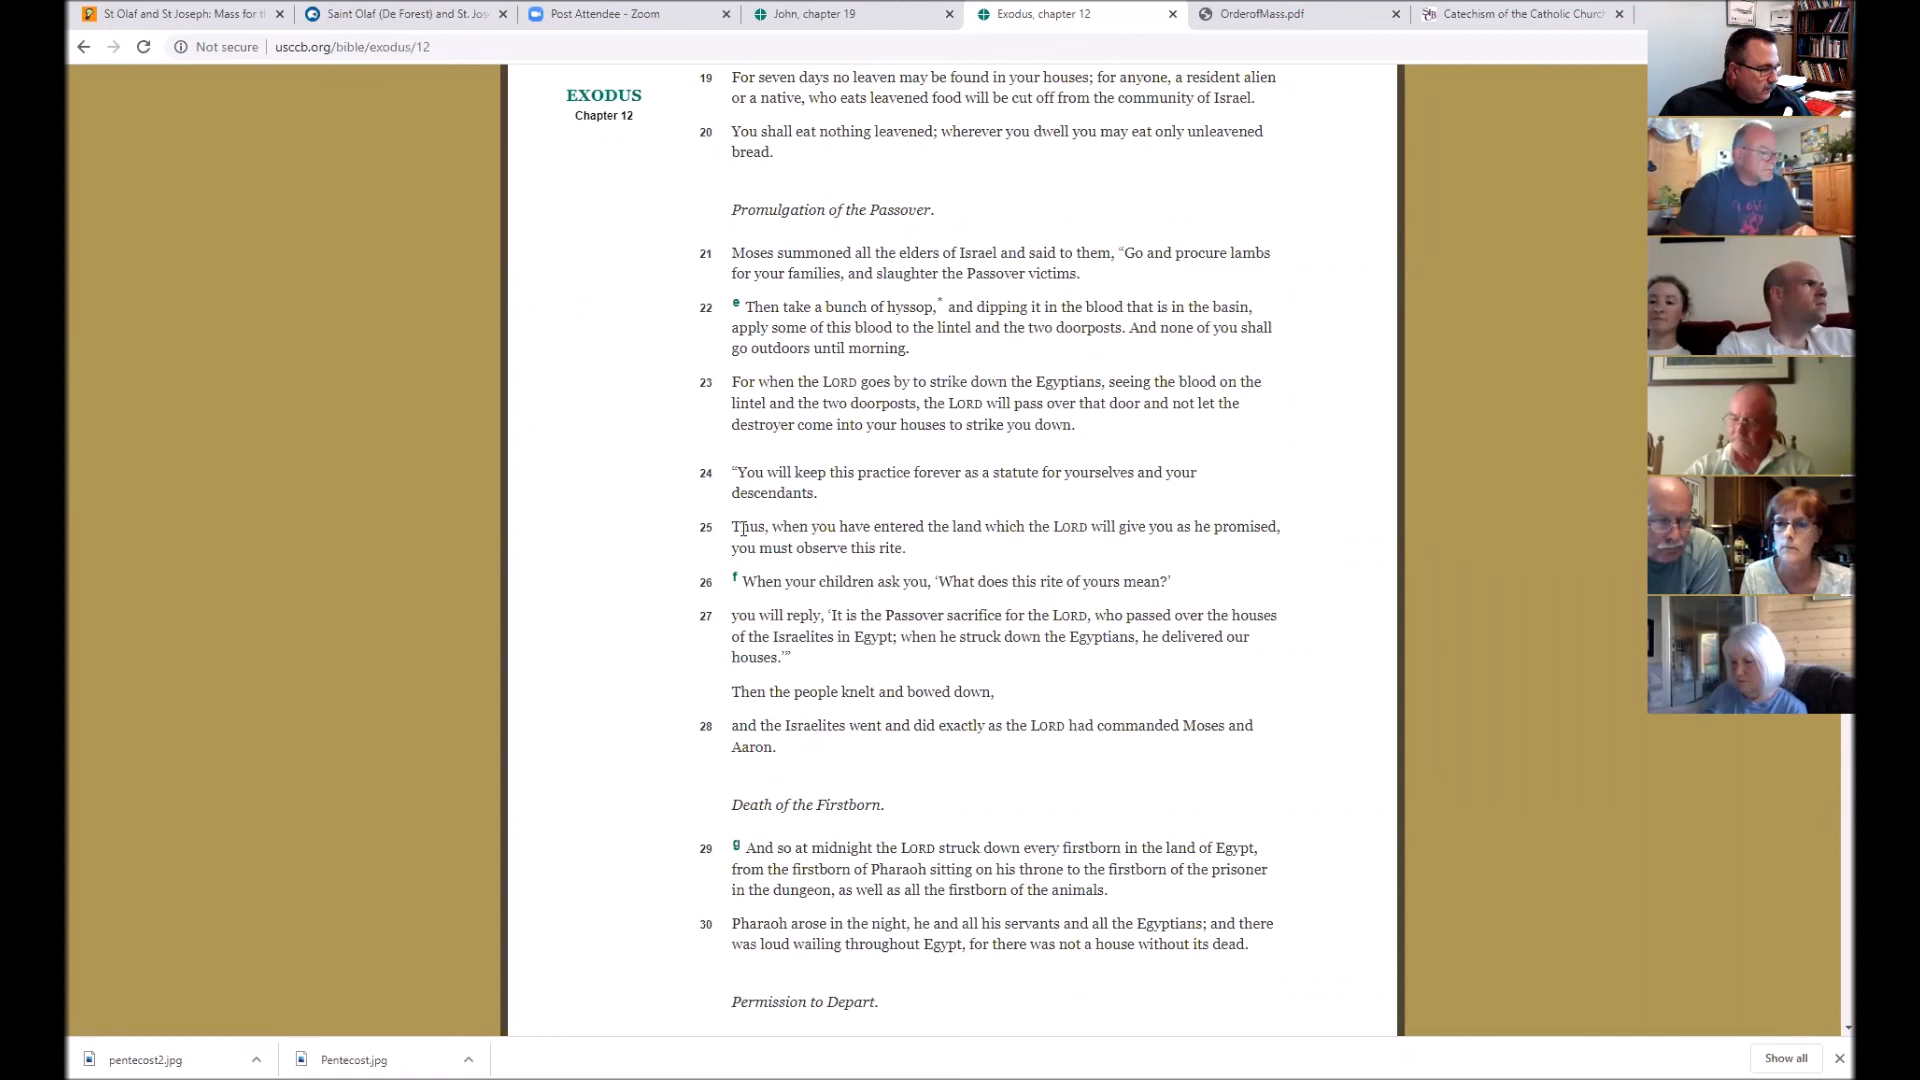 St Olaf and St Joseph: Mass for t
Saint Olaf (De Forest) and St. Jos
Post Attendee - Zoom
John, chapter 19
Exodus, chapter 12
OrderofMass.pdf
Catechism of the Catholic Church
Not secure
usccb.org/bible/exodus/12
EXODUS
Chapter 12
19 For seven days no leaven may be found in your houses; for anyone, a resident alien
or a native, who eats leavened food will be cut off from the community of Israel.
20 You shall eat nothing leavened; wherever you dwell you may eat only unleavened
bread.
Promulgation of the Passover.
21 Moses summoned all the elders of Israel and said to them, “Go and procure lambs
for your families, and slaughter the Passover victims.
22 e Then take a bunch of hyssop,* and dipping it in the blood that is in the basin,
apply some of this blood to the lintel and the two doorposts. And none of you shall
go outdoors until morning.
23 For when the LORD goes by to strike down the Egyptians, seeing the blood on the
lintel and the two doorposts, the LORD will pass over that door and not let the
destroyer come into your houses to strike you down.
24 “You will keep this practice forever as a statute for yourselves and your
descendants.
25 Thus, when you have entered the land which the LORD will give you as he promised,
you must observe this rite.
26 f When your children ask you, ‘What does this rite of yours mean?’
27 you will reply, ‘It is the Passover sacrifice for the LORD, who passed over the houses
of the Israelites in Egypt; when he struck down the Egyptians, he delivered our
houses.’”
Then the people knelt and bowed down,
28 and the Israelites went and did exactly as the LORD had commanded Moses and
Aaron.
Death of the Firstborn.
29 g And so at midnight the LORD struck down every firstborn in the land of Egypt,
from the firstborn of Pharaoh sitting on his throne to the firstborn of the prisoner
in the dungeon, as well as all the firstborn of the animals.
30 Pharaoh arose in the night, he and all his servants and all the Egyptians; and there
was loud wailing throughout Egypt, for there was not a house without its dead.
Permission to Depart.
pentecost2.jpg
Pentecost.jpg
Show all